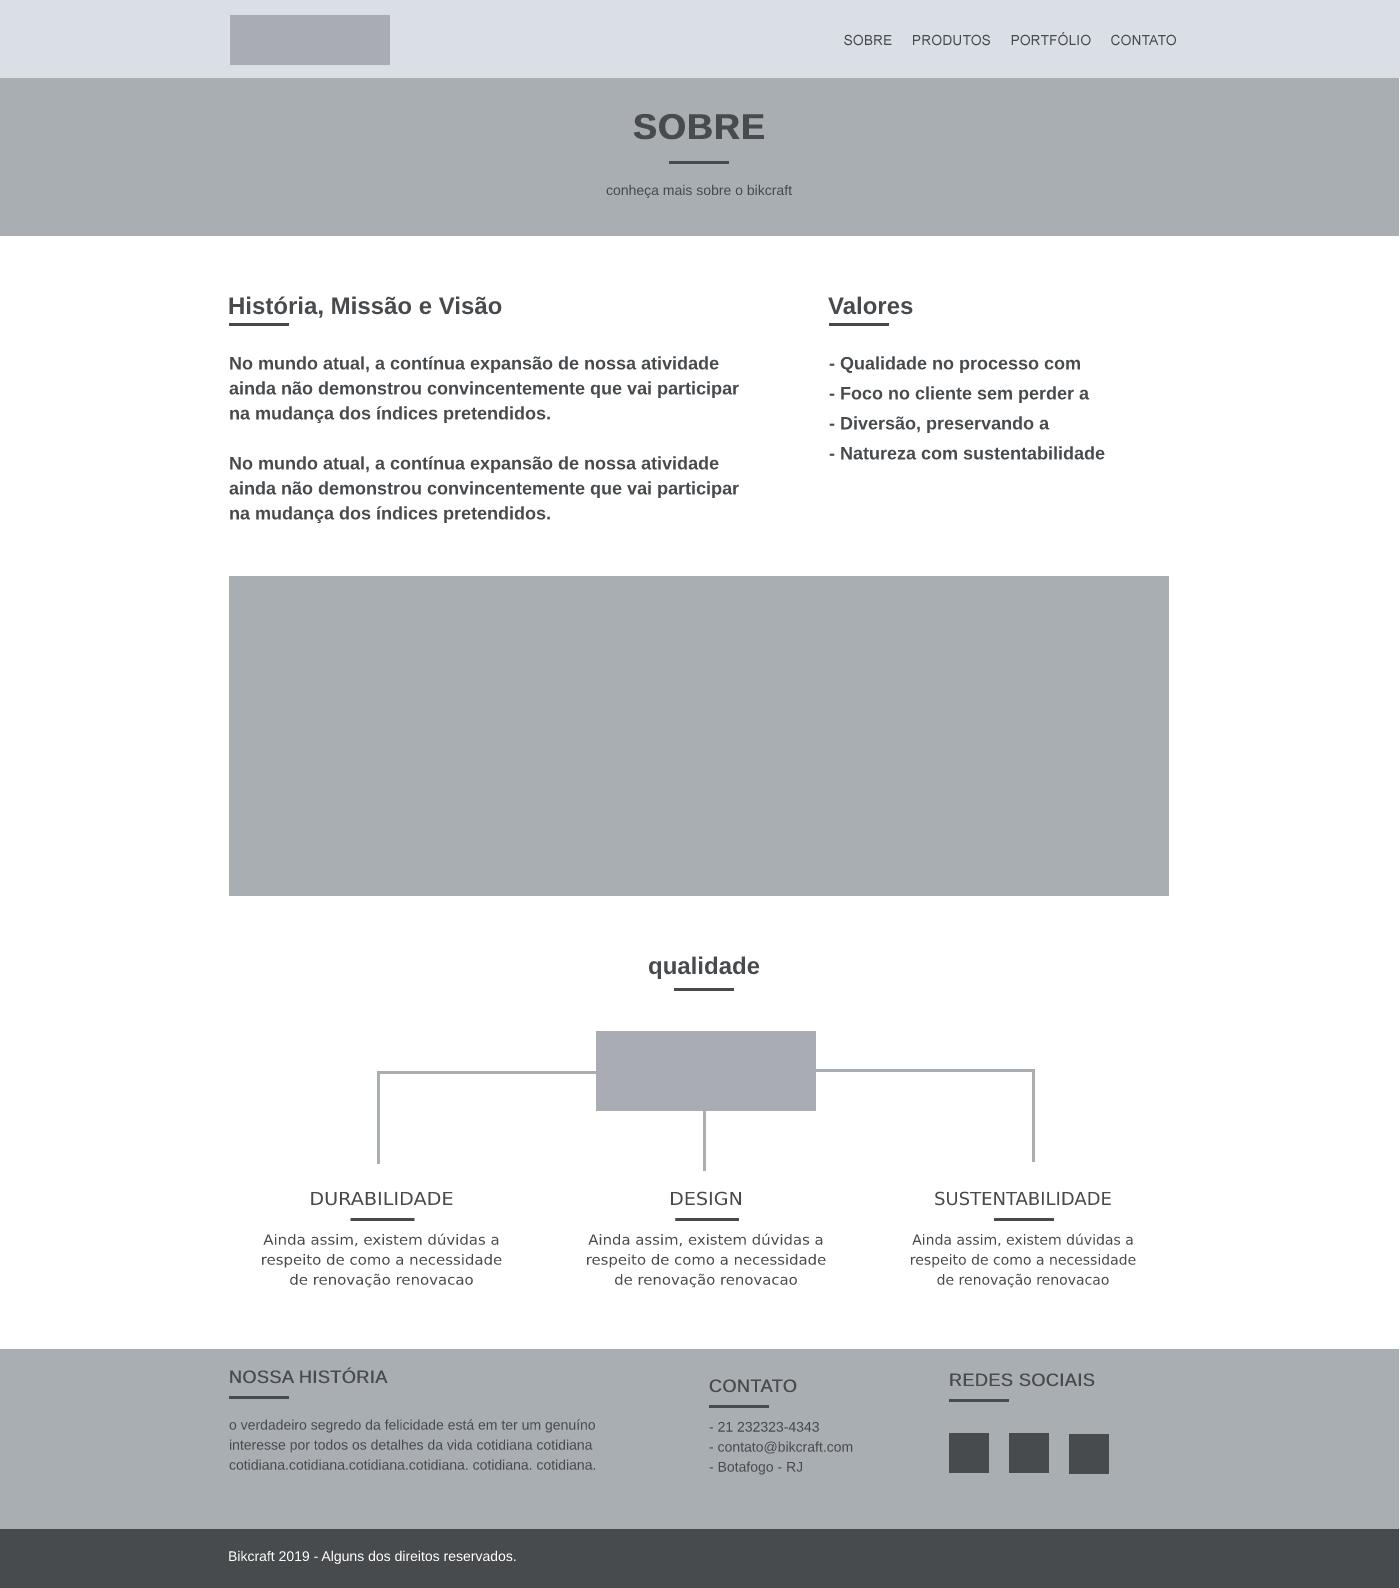 SOBRE PRODUTOS PORTFÓLIO CONTATO
SOBRE
conheça mais sobre o bikcraft
História, Missão e Visão
No mundo atual, a contínua expansão de nossa atividade
ainda não demonstrou convincentemente que vai participar
na mudança dos índices pretendidos.
No mundo atual, a contínua expansão de nossa atividade
ainda não demonstrou convincentemente que vai participar
na mudança dos índices pretendidos.
Valores
- Qualidade no processo com
- Foco no cliente sem perder a
- Diversão, preservando a
- Natureza com sustentabilidade
qualidade
DURABILIDADE
Ainda assim, existem dúvidas a
respeito de como a necessidade
de renovação renovacao
DESIGN
Ainda assim, existem dúvidas a
respeito de como a necessidade
de renovação renovacao
SUSTENTABILIDADE
Ainda assim, existem dúvidas a
respeito de como a necessidade
de renovação renovacao
NOSSA HISTÓRIA
o verdadeiro segredo da felicidade está em ter um genuíno
interesse por todos os detalhes da vida cotidiana cotidiana
cotidiana.cotidiana.cotidiana.cotidiana. cotidiana. cotidiana.
CONTATO
- 21 232323-4343
- contato@bikcraft.com
- Botafogo - RJ
REDES SOCIAIS
Bikcraft 2019 - Alguns dos direitos reservados.